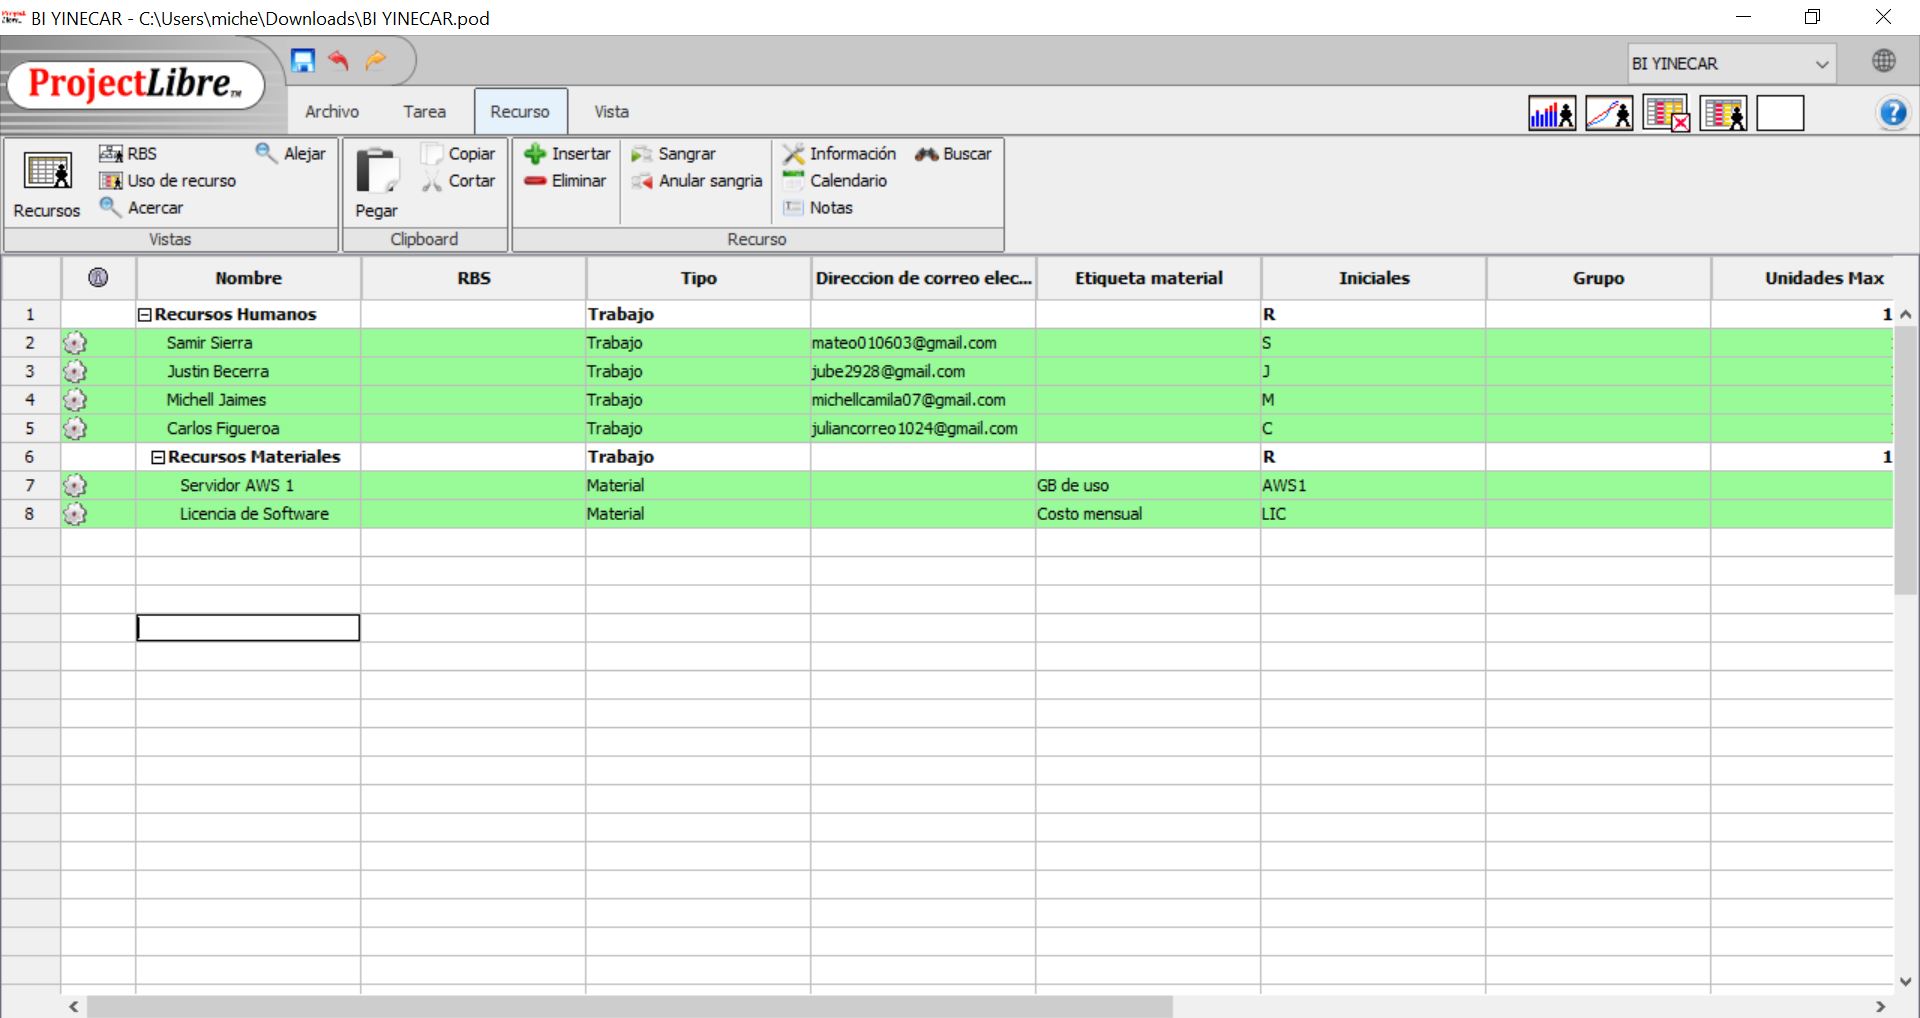 BI YINECAR - C:\Users\miche\Downloads\BI YINECAR.pod
ProjectLibre TM
BI YINECAR
Archivo Tarea Recurso Vista
RBS Alejar Copiar Insertar Sangrar Información Buscar
Uso de recurso Cortar Eliminar Anular sangria Calendario
Recursos Acercar Pegar Notas
Vistas Clipboard Recurso
Nombre RBS Tipo Direccion de correo elec... Etiqueta material Iniciales Grupo Unidades Max
1 Recursos Humanos Trabajo R 1
2 Samir Sierra Trabajo mateo010603@gmail.com S
3 Justin Becerra Trabajo jube2928@gmail.com J
4 Michell Jaimes Trabajo michellcamila07@gmail.com M
5 Carlos Figueroa Trabajo juliancorreo1024@gmail.com C
6 Recursos Materiales Trabajo R 1
7 Servidor AWS 1 Material GB de uso AWS1
8 Licencia de Software Material Costo mensual LIC